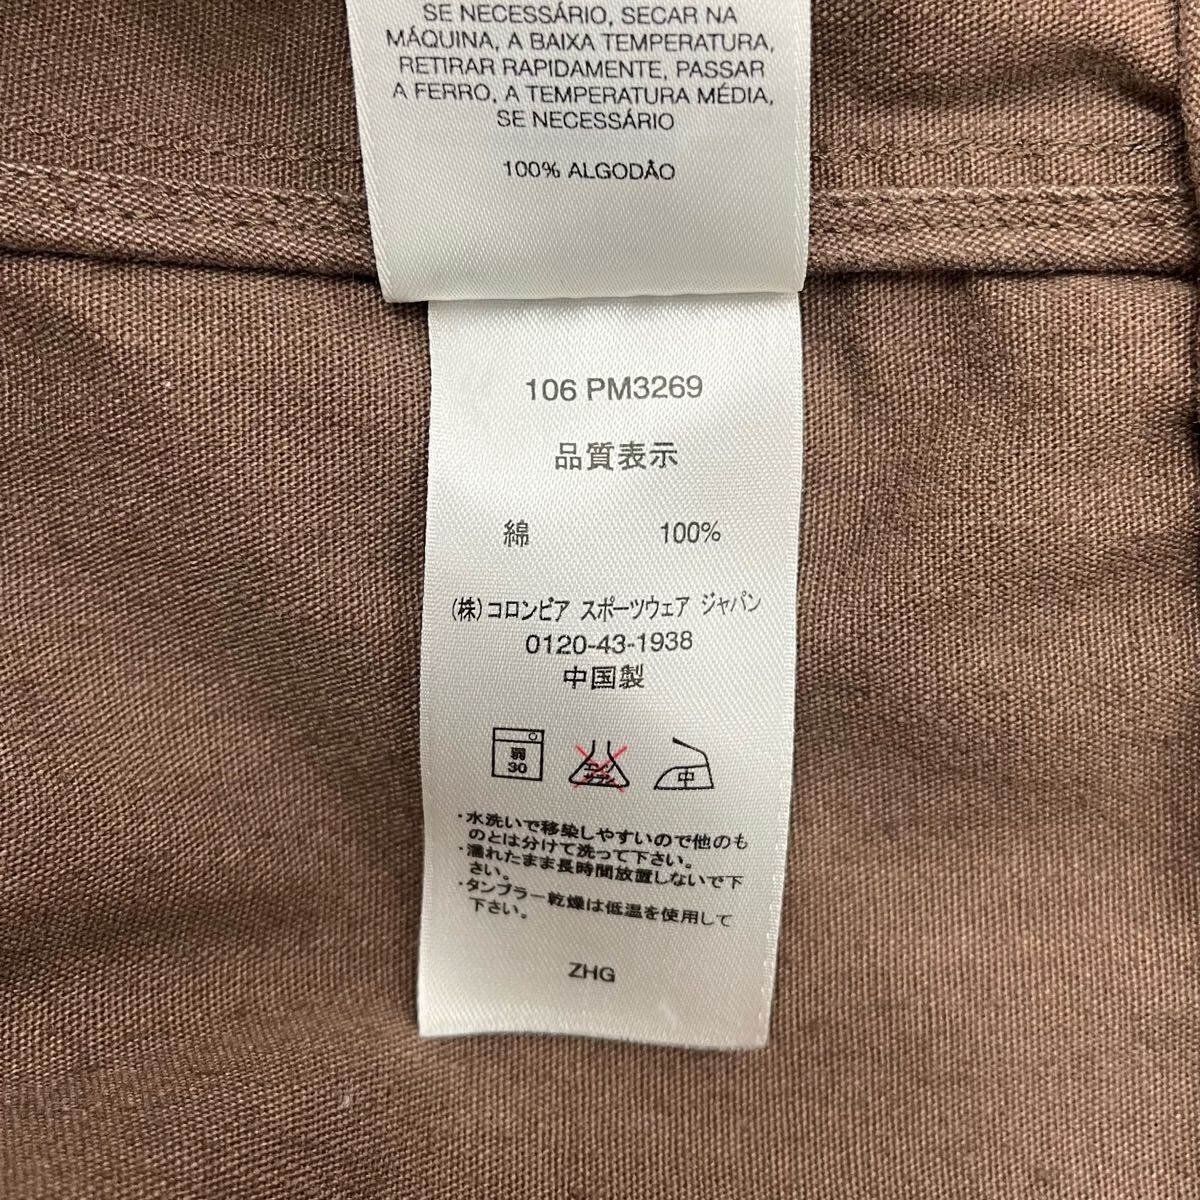 SE NECESSÁRIO, SECAR NA
MÁQUINA, A BAIXA TEMPERATURA,
RETIRAR RAPIDAMENTE, PASSAR
A FERRO, A TEMPERATURA MÉDIA,
SE NECESSÁRIO
100% ALGODÃO
106 PM3269
品質表示
綿 100%
(株)コロンビア スポーツウェア ジャパン
0120-43-1938
中国製
弱
30
エンソ
サラシ
中
・水洗いで移染しやすいので他のも
のとは分けて洗って下さい。
・濡れたまま長時間放置しないで下
さい。
・タンブラー乾燥は低温を使用して
下さい。
ZHG